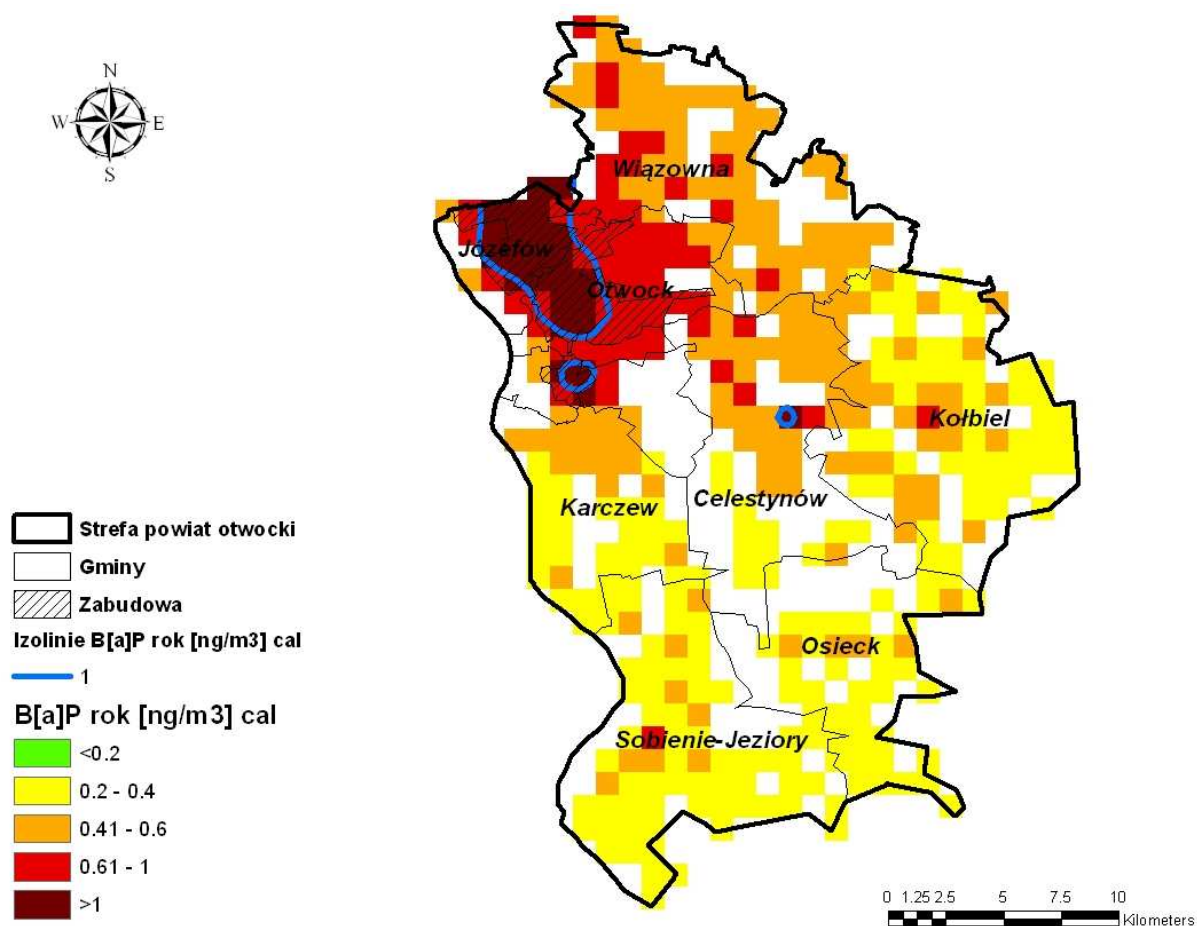 N
W E
S
Wiązowna
Józefów
Otwock
Kołbiel
Celestynów
Karczew
Osieck
Sobienie-Jeziory
Strefa powiat otwocki
Gminy
Zabudowa
Izolinie B[a]P rok [ng/m3] cal
1
B[a]P rok [ng/m3] cal
<0.2
0.2 - 0.4
0.41 - 0.6
0.61 - 1
>1
0 1.25 2.5 5 7.5 10
Kilometers